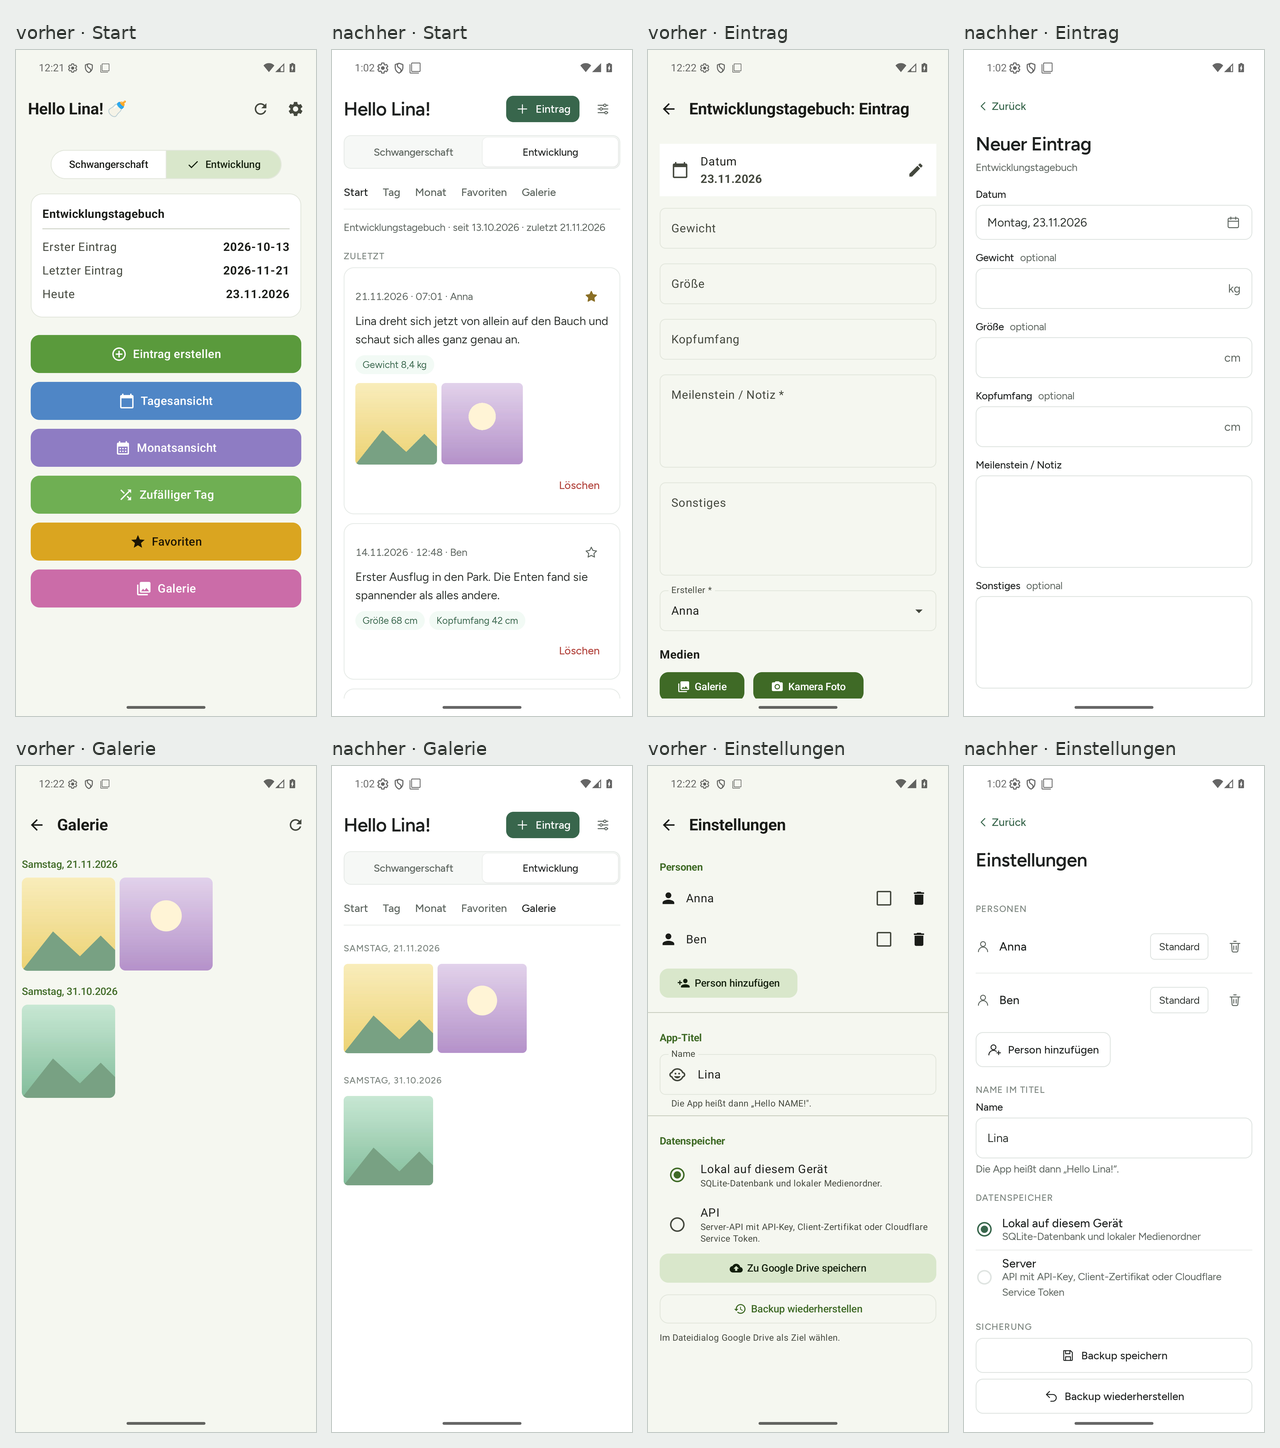 vorher · Start
12:21
Hello Lina! 🍼
Schwangerschaft
Entwicklung
Entwicklungstagebuch
Erster Eintrag 2026-10-13
Letzter Eintrag 2026-11-21
Heute 23.11.2026
Eintrag erstellen
Tagesansicht
Monatsansicht
Zufälliger Tag
Favoriten
Galerie
nachher · Start
1:02
Hello Lina!
Eintrag
Schwangerschaft
Entwicklung
Start Tag Monat Favoriten Galerie
Entwicklungstagebuch · seit 13.10.2026 · zuletzt 21.11.2026
ZULETZT
21.11.2026 · 07:01 · Anna
Lina dreht sich jetzt von allein auf den Bauch und
schaut sich alles ganz genau an.
Gewicht 8,4 kg
Löschen
14.11.2026 · 12:48 · Ben
Erster Ausflug in den Park. Die Enten fand sie
spannender als alles andere.
Größe 68 cm Kopfumfang 42 cm
Löschen
vorher · Eintrag
12:22
Entwicklungstagebuch: Eintrag
Datum
23.11.2026
Gewicht
Größe
Kopfumfang
Meilenstein / Notiz *
Sonstiges
Ersteller *
Anna
Medien
Galerie
Kamera Foto
nachher · Eintrag
1:02
Zurück
Neuer Eintrag
Entwicklungstagebuch
Datum
Montag, 23.11.2026
Gewicht optional
kg
Größe optional
cm
Kopfumfang optional
cm
Meilenstein / Notiz
Sonstiges optional
vorher · Galerie
12:22
Galerie
Samstag, 21.11.2026
Samstag, 31.10.2026
nachher · Galerie
1:02
Hello Lina!
Eintrag
Schwangerschaft
Entwicklung
Start Tag Monat Favoriten Galerie
SAMSTAG, 21.11.2026
SAMSTAG, 31.10.2026
vorher · Einstellungen
12:22
Einstellungen
Personen
Anna
Ben
Person hinzufügen
App-Titel
Name
Lina
Die App heißt dann „Hello NAME!“.
Datenspeicher
Lokal auf diesem Gerät
SQLite-Datenbank und lokaler Medienordner.
API
Server-API mit API-Key, Client-Zertifikat oder Cloudflare
Service Token.
Zu Google Drive speichern
Backup wiederherstellen
Im Dateidialog Google Drive als Ziel wählen.
nachher · Einstellungen
1:02
Zurück
Einstellungen
PERSONEN
Anna Standard
Ben Standard
Person hinzufügen
NAME IM TITEL
Name
Lina
Die App heißt dann „Hello Lina!“.
DATENSPEICHER
Lokal auf diesem Gerät
SQLite-Datenbank und lokaler Medienordner
Server
API mit API-Key, Client-Zertifikat oder Cloudflare
Service Token
SICHERUNG
Backup speichern
Backup wiederherstellen